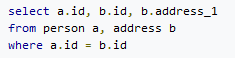 select a.id, b.id, b.address_1
from person a, address b
where a.id = b.id